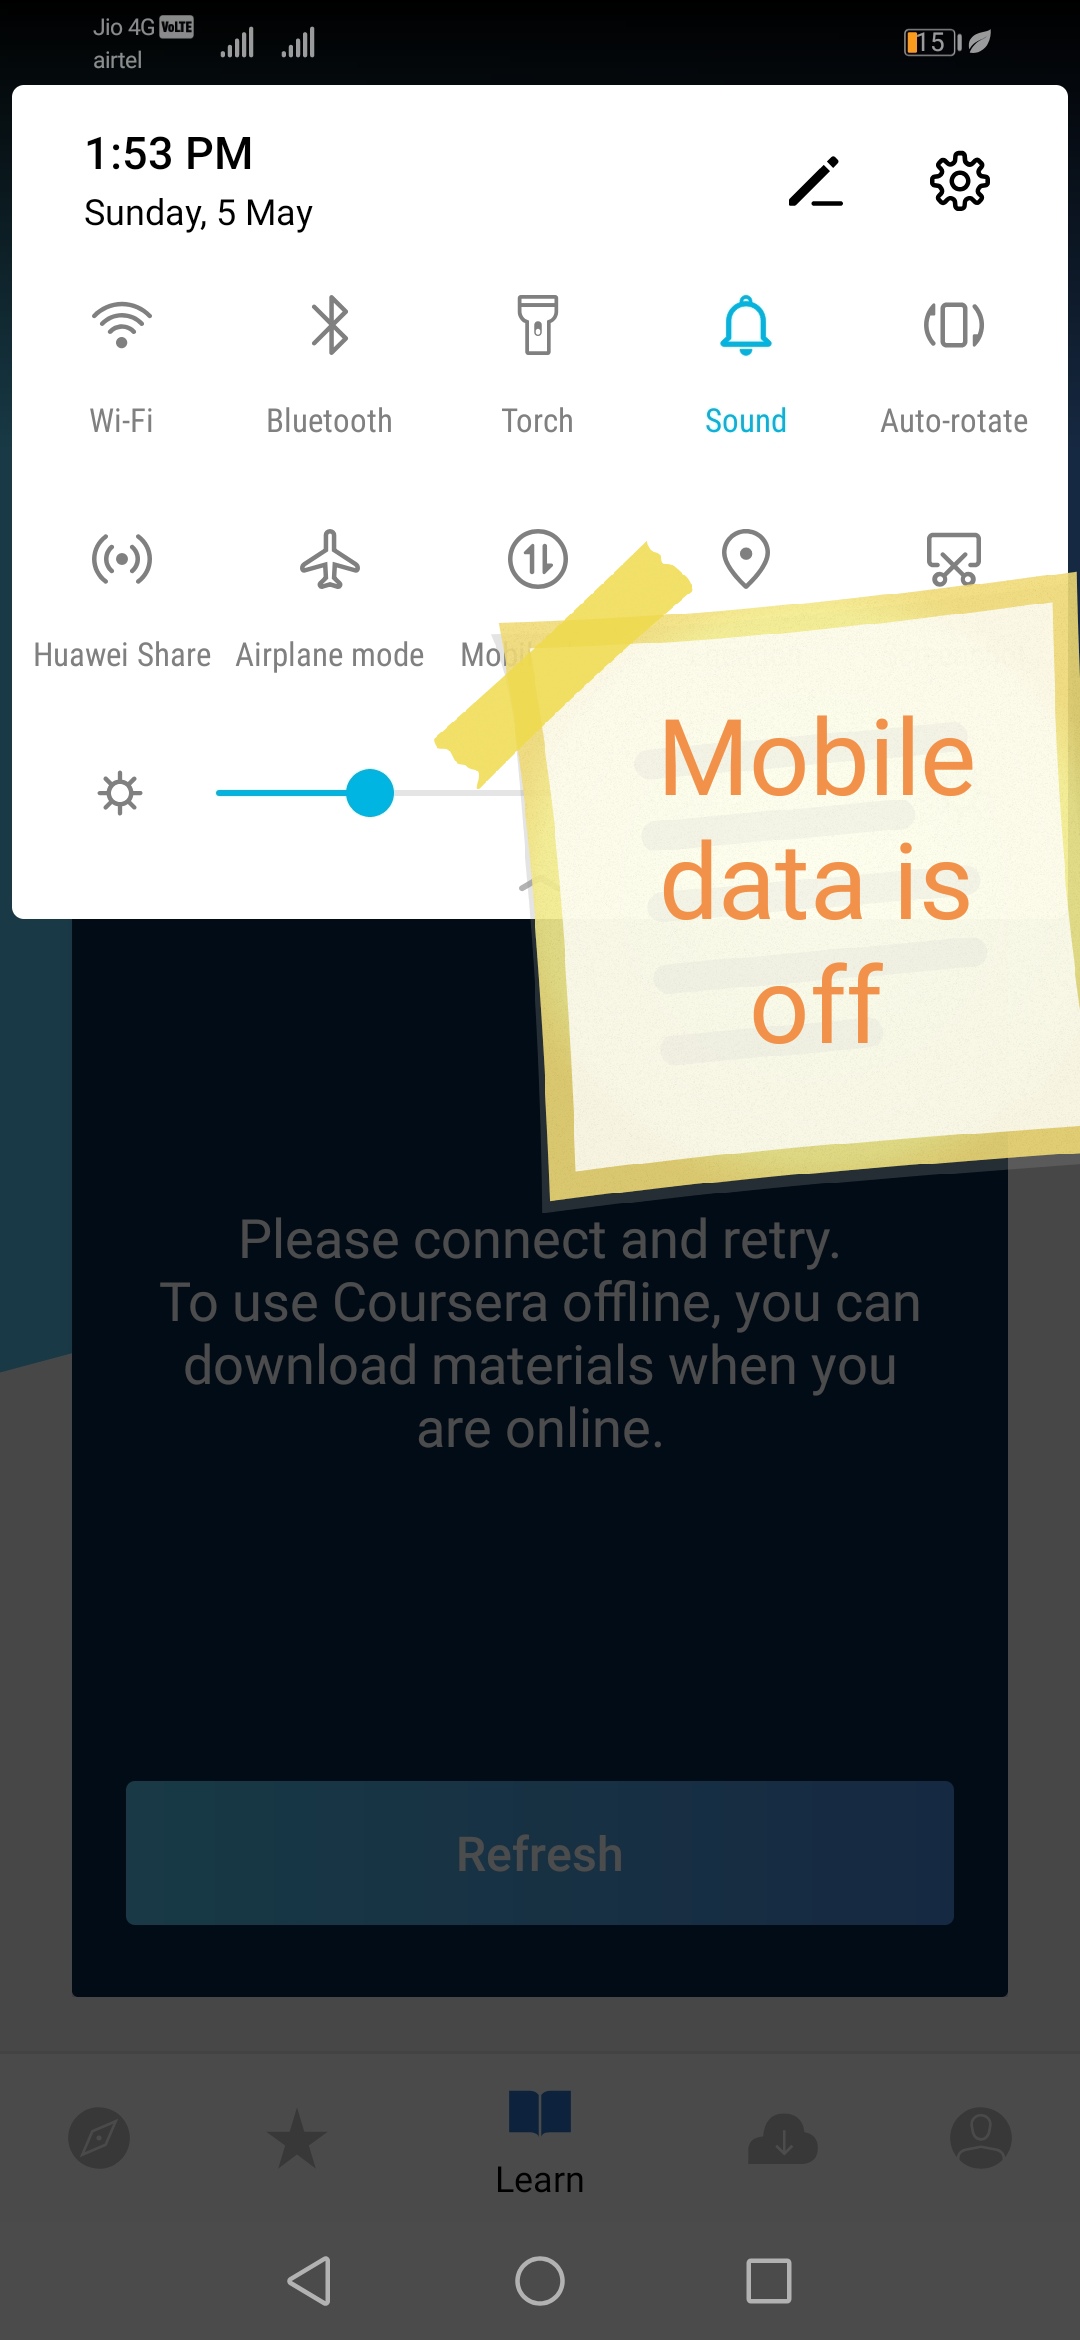 Jio 4G VoLTE
airtel
15
1:53 PM
Sunday, 5 May
Wi-Fi
Bluetooth
Torch
Sound
Auto-rotate
Huawei Share
Airplane mode
Mobile
data is
off
Please connect and retry.
To use Coursera offline, you can
download materials when you
are online.
Refresh
Learn